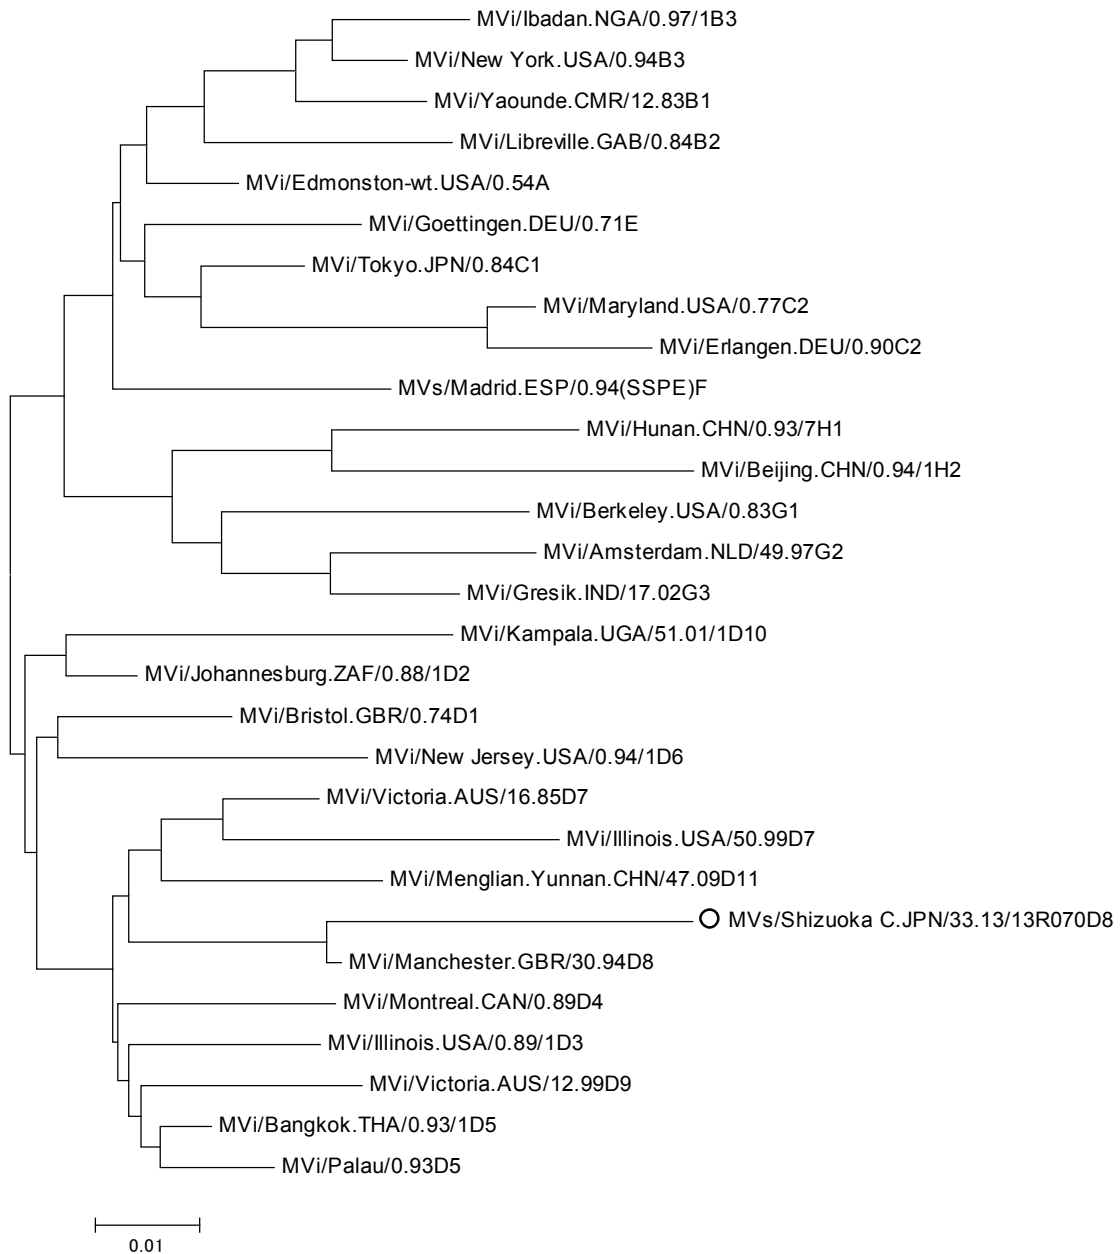 MVi/Ibadan.NGA/0.97/1B3
MVi/New York.USA/0.94B3
MVi/Yaounde.CMR/12.83B1
MVi/Libreville.GAB/0.84B2
MVi/Edmonston-wt.USA/0.54A
MVi/Goettingen.DEU/0.71E
MVi/Tokyo.JPN/0.84C1
MVi/Maryland.USA/0.77C2
MVi/Erlangen.DEU/0.90C2
MVs/Madrid.ESP/0.94(SSPE)F
MVi/Hunan.CHN/0.93/7H1
MVi/Beijing.CHN/0.94/1H2
MVi/Berkeley.USA/0.83G1
MVi/Amsterdam.NLD/49.97G2
MVi/Gresik.IND/17.02G3
MVi/Kampala.UGA/51.01/1D10
MVi/Johannesburg.ZAF/0.88/1D2
MVi/Bristol.GBR/0.74D1
MVi/New Jersey.USA/0.94/1D6
MVi/Victoria.AUS/16.85D7
MVi/Illinois.USA/50.99D7
MVi/Menglian.Yunnan.CHN/47.09D11
MVs/Shizuoka C.JPN/33.13/13R070D8
MVi/Manchester.GBR/30.94D8
MVi/Montreal.CAN/0.89D4
MVi/Illinois.USA/0.89/1D3
MVi/Victoria.AUS/12.99D9
MVi/Bangkok.THA/0.93/1D5
MVi/Palau/0.93D5
0.01